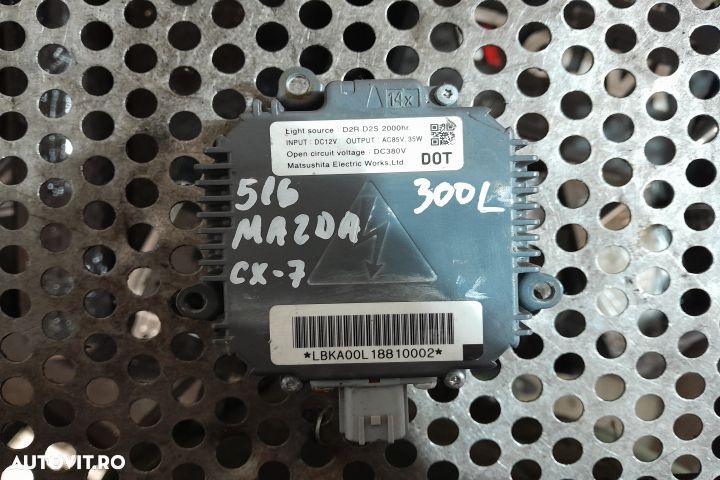 14x1
Light source D2R.D2S 2000hr.
INPUT : DC12V OUTPUT : AC85V.35W
Open circuit voltage : DC380V
Matsushita Electric Works,Ltd DOT
516 300L
MAZDA
CX-7
*LBKA00L18810002*
AUTOVIT.RO